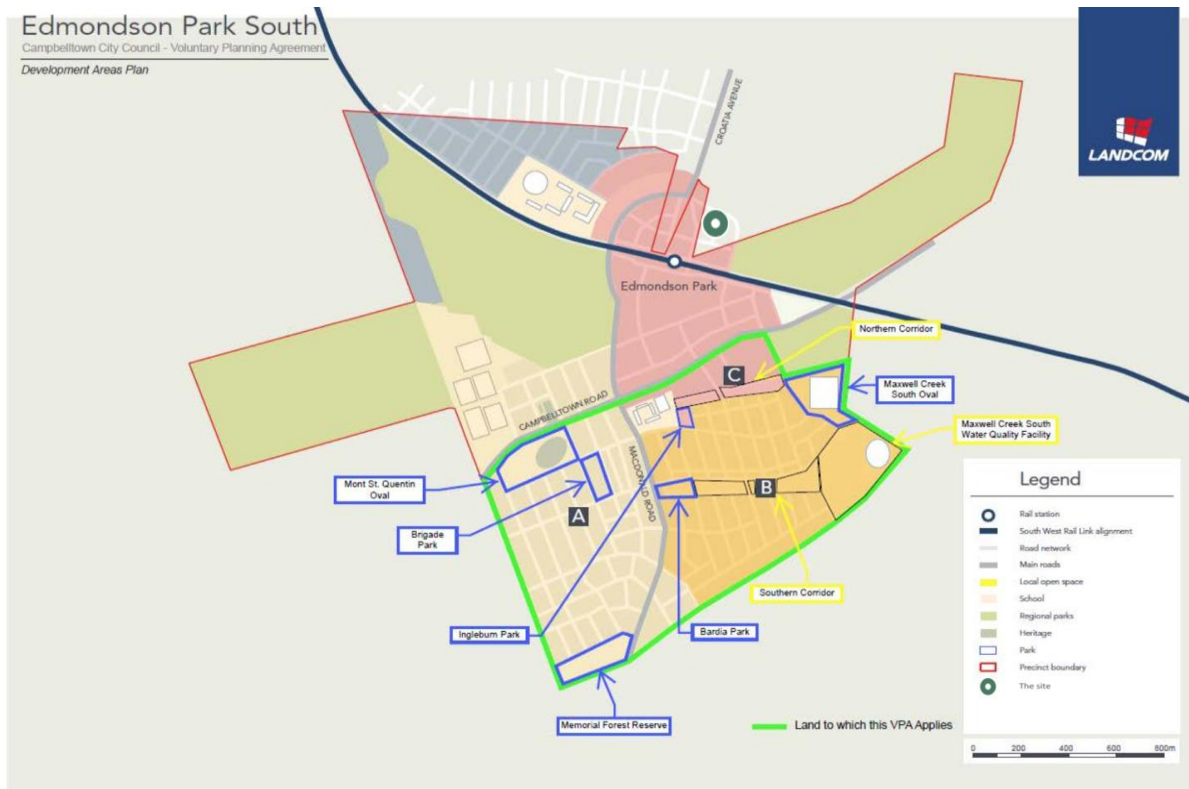 Edmondson Park South
Campbelltown City Council - Voluntary Planning Agreement
Development Areas Plan
LANDCOM
CROATIA AVENUE
Edmondson Park
Northern Corridor
C
Maxwell Creek
South Oval
CAMPBELLTOWN ROAD
Maxwell Creek South
Water Quality Facility
MACDONALD ROAD
Mont St. Quentin
Oval
B
A
Brigade
Park
Southern Corridor
Ingleburn Park
Bardia Park
Memorial Forest Reserve
Land to which this VPA Applies
Legend
Rail station
South West Rail Link alignment
Road network
Main roads
Local open space
School
Regional parks
Heritage
Park
Precinct boundary
The site
0 200 400 600 800m